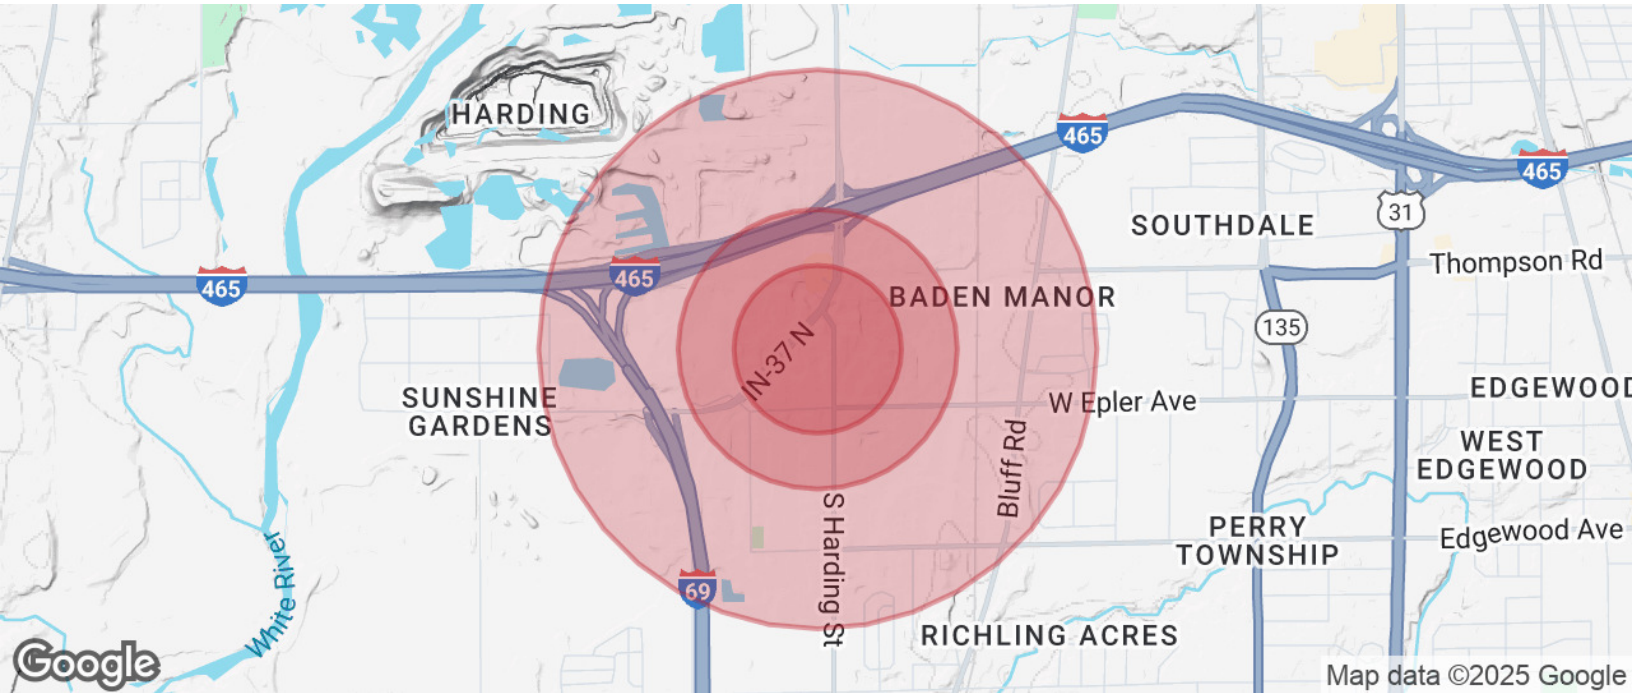 HARDING
465
465
31
SOUTHDALE
Thompson Rd
465
465
BADEN MANOR
135
IN-37 N
SUNSHINE
GARDENS
W Epler Ave
EDGEWOOD
Bluff Rd
WEST
EDGEWOOD
S Harding St
PERRY
TOWNSHIP
Edgewood Ave
White River
69
RICHLING ACRES
Google
Map data ©2025 Google